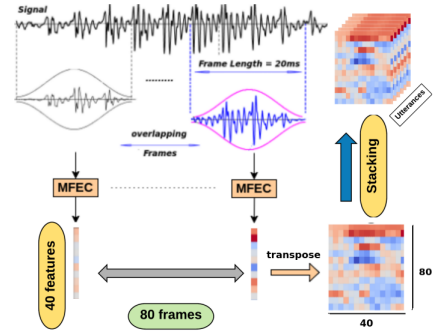 Signal
Frame Length = 20ms
Utterances
overlapping
Frames
Stacking
MFEC
MFEC
40 features
transpose
80
80 frames
40